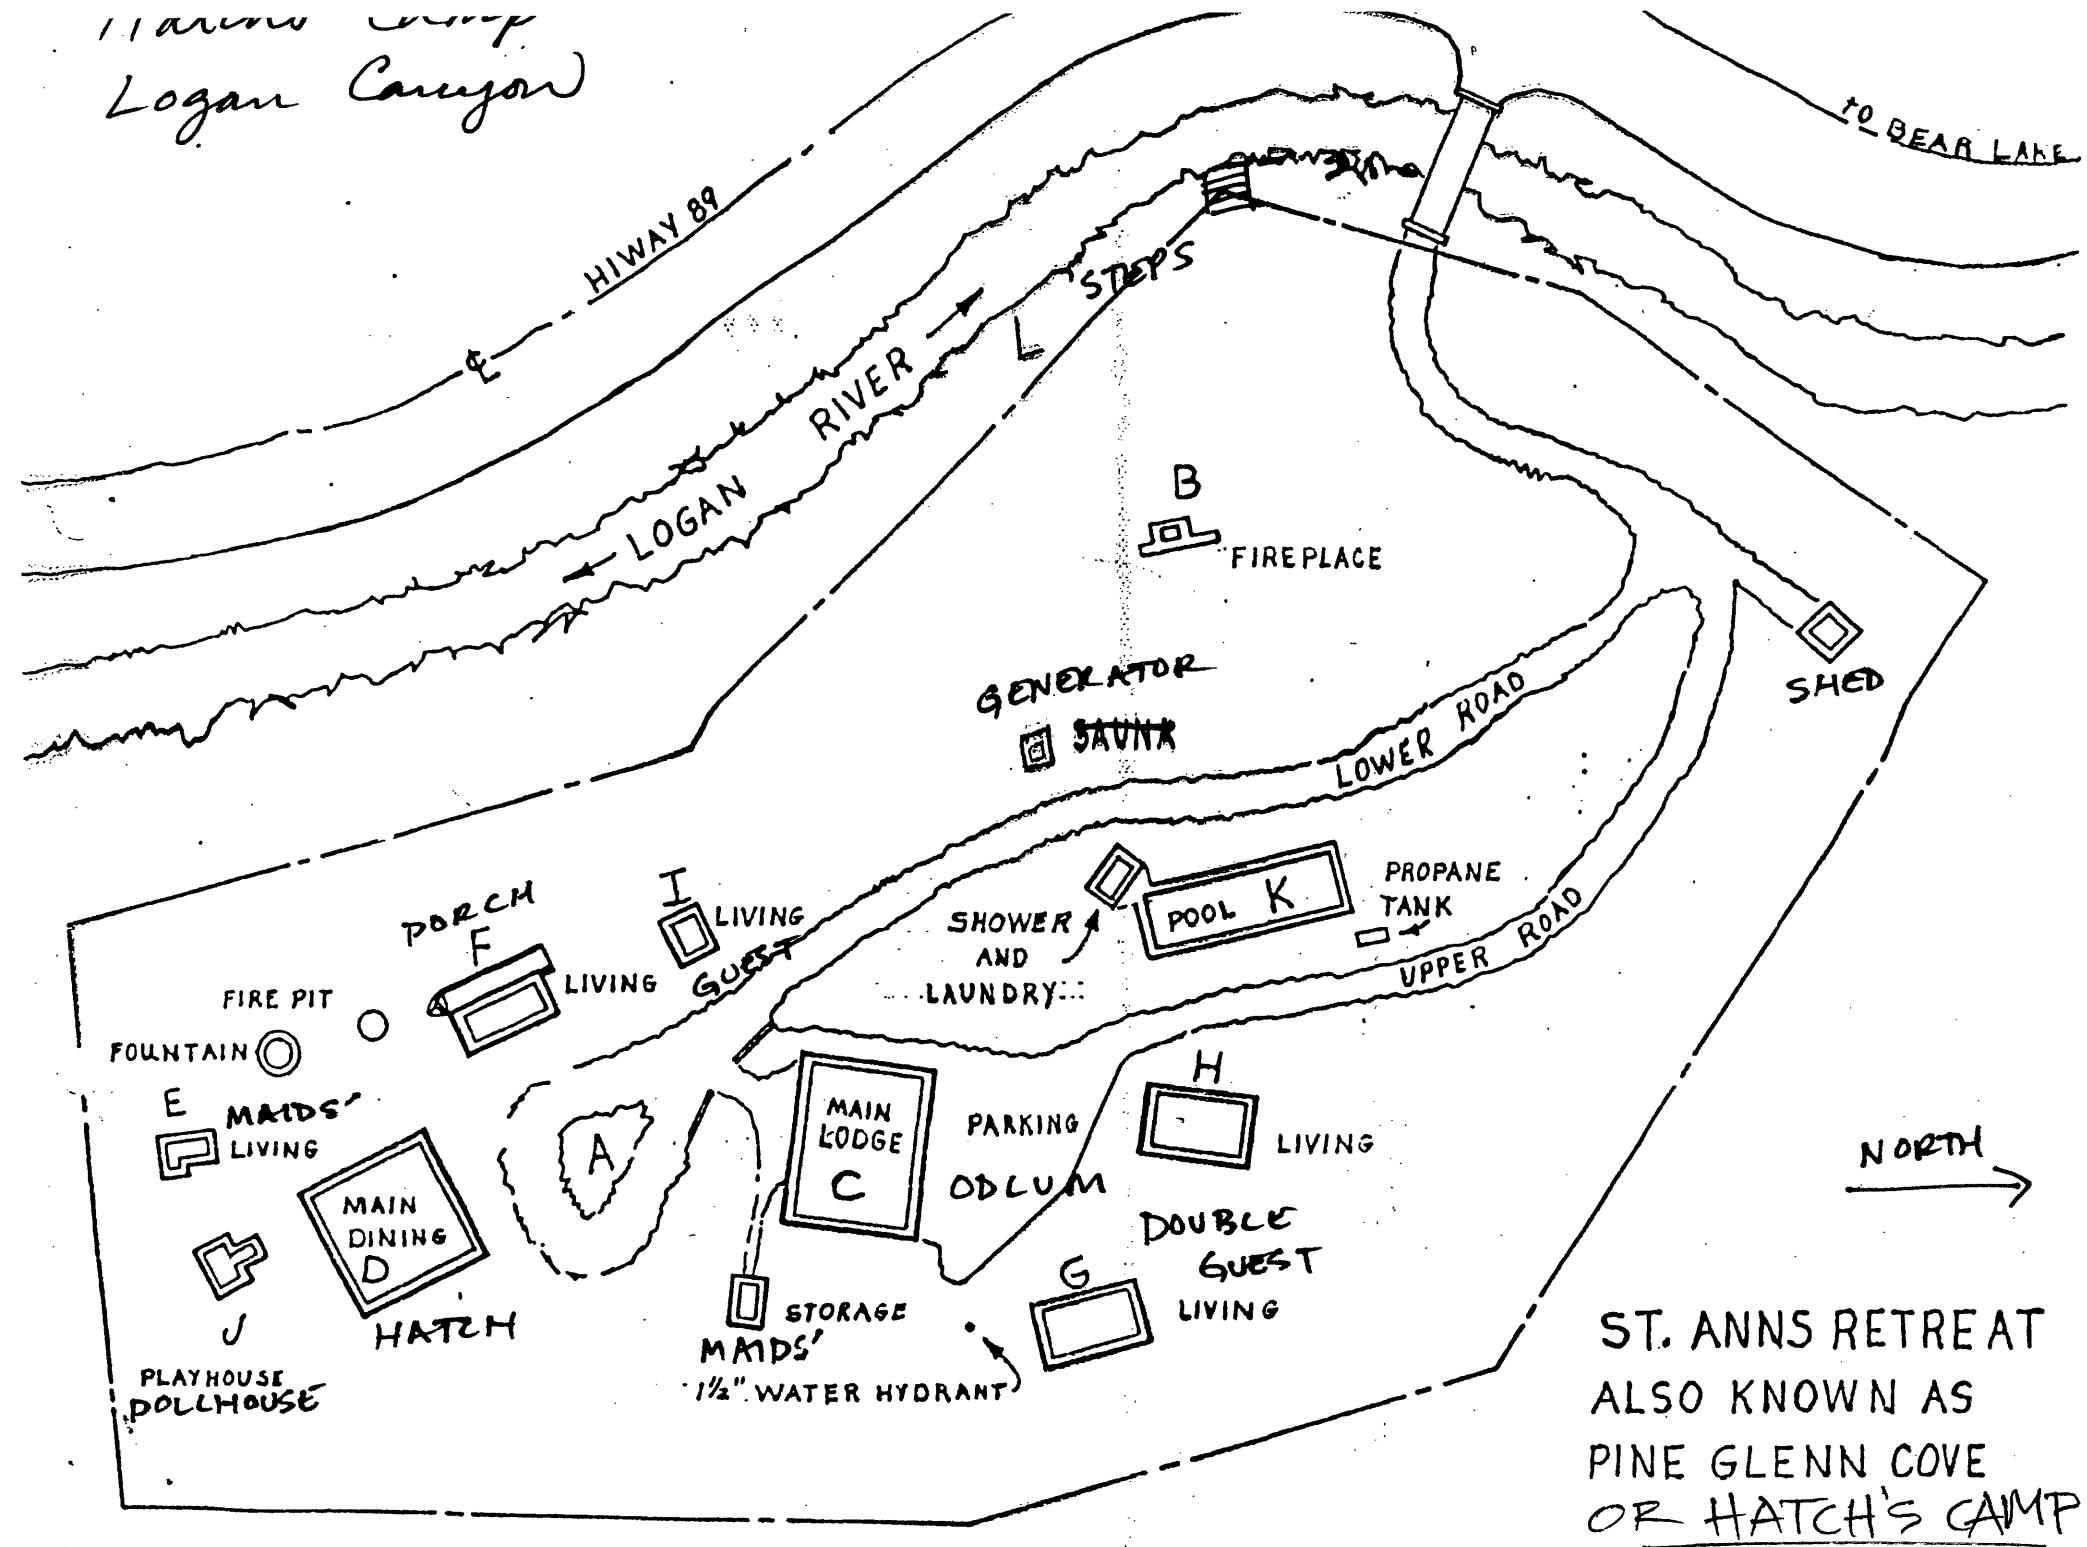 Camp
Logan Canyon
TO BEAR LAKE
HIWAY 89
℄
STEPS
L
LOGAN RIVER
B
FIREPLACE
GENERATOR
SAUNA
SHED
LOWER ROAD
I
LIVING
GUEST
PORCH
F
LIVING
SHOWER
AND
LAUNDRY
POOL K
PROPANE
TANK
UPPER ROAD
FIRE PIT
FOUNTAIN
E
MAIDS'
LIVING
A
MAIN
LODGE
C
PARKING
ODLUM
H
LIVING
NORTH
MAIN
DINING
D
HATCH
DOUBLE
GUEST
G
LIVING
STORAGE
MAIDS'
1½" WATER HYDRANT
J
PLAYHOUSE
DOLLHOUSE
ST. ANNS RETREAT
ALSO KNOWN AS
PINE GLENN COVE
OR HATCH'S CAMP